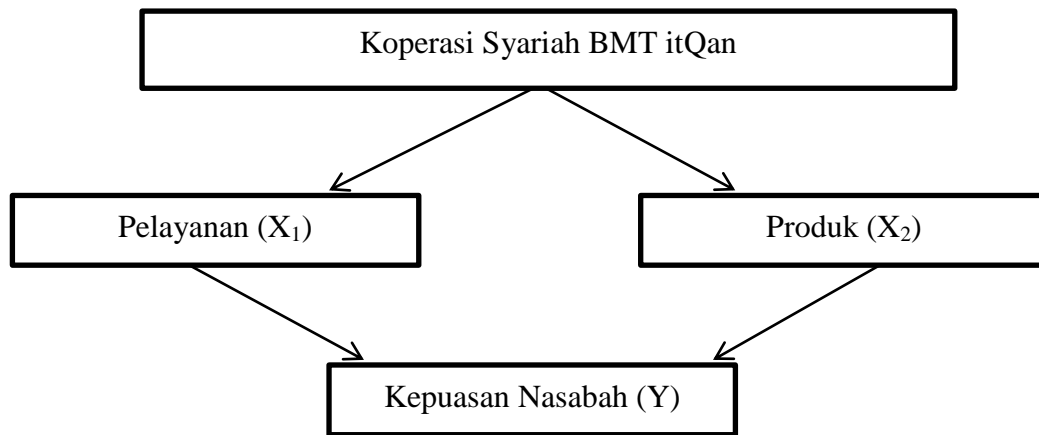 Koperasi Syariah BMT itQan
Pelayanan (X₁)
Produk (X₂)
Kepuasan Nasabah (Y)